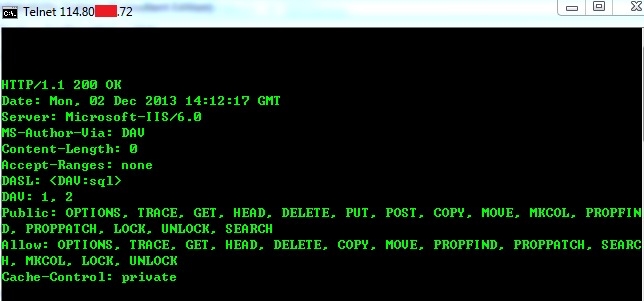 Telnet 114.80 .72
HTTP/1.1 200 OK
Date: Mon, 02 Dec 2013 14:12:17 GMT
Server: Microsoft-IIS/6.0
MS-Author-Via: DAV
Content-Length: 0
Accept-Ranges: none
DASL: <DAV:sql>
DAV: 1, 2
Public: OPTIONS, TRACE, GET, HEAD, DELETE, PUT, POST, COPY, MOVE, MKCOL, PROPFIN
D, PROPPATCH, LOCK, UNLOCK, SEARCH
Allow: OPTIONS, TRACE, GET, HEAD, DELETE, COPY, MOVE, PROPFIND, PROPPATCH, SEARC
H, MKCOL, LOCK, UNLOCK
Cache-Control: private